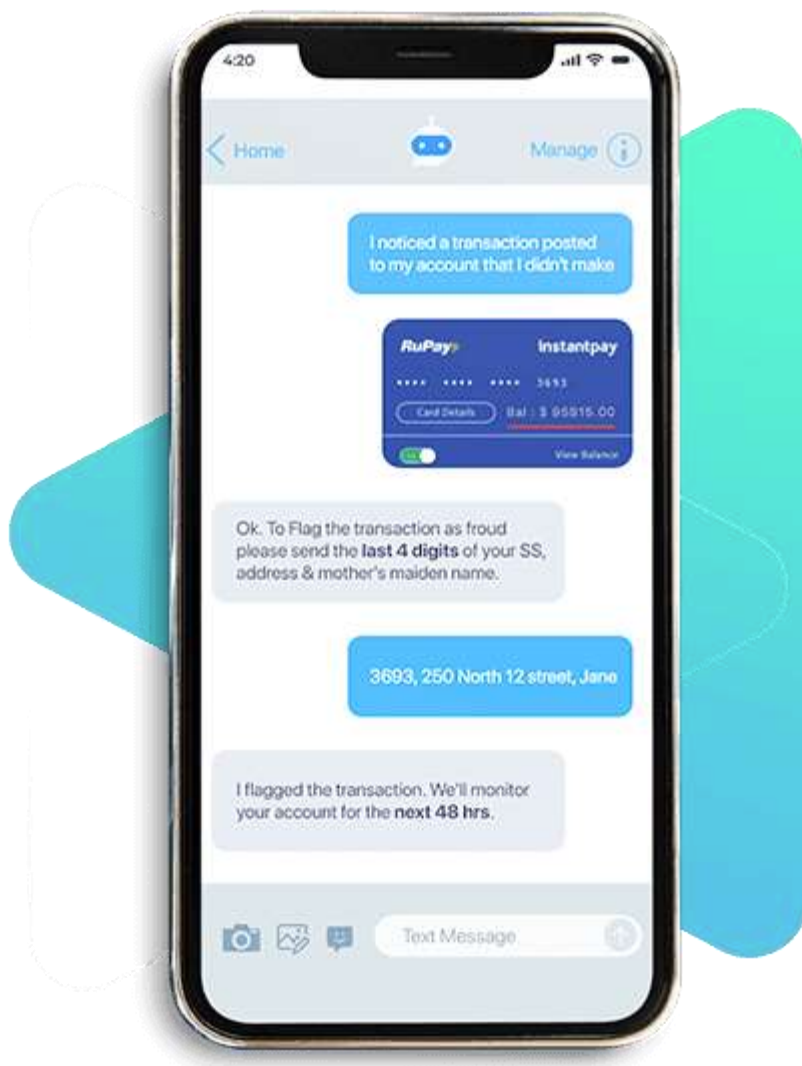 4:20
Home
Manage
I noticed a transaction posted
to my account that I didn't make
RuPay
Instantpay
3693
Card Details
Bal : $ 95815.00
View Balance
Ok. To Flag the transaction as froud
please send the last 4 digits of your SS,
address & mother's maiden name.
3693, 250 North 12 street, Jane
I flagged the transaction. We'll monitor
your account for the next 48 hrs.
Text Message